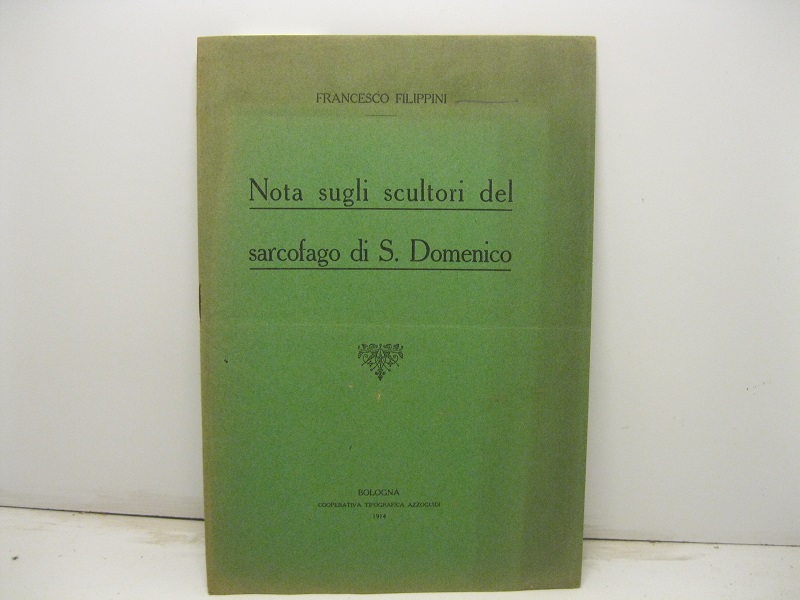 FRANCESCO FILIPPINI
Nota sugli scultori del
sarcofago di S. Domenico
BOLOGNA
COOPERATIVA TIPOGRAFICA AZZOGUIDI
1914